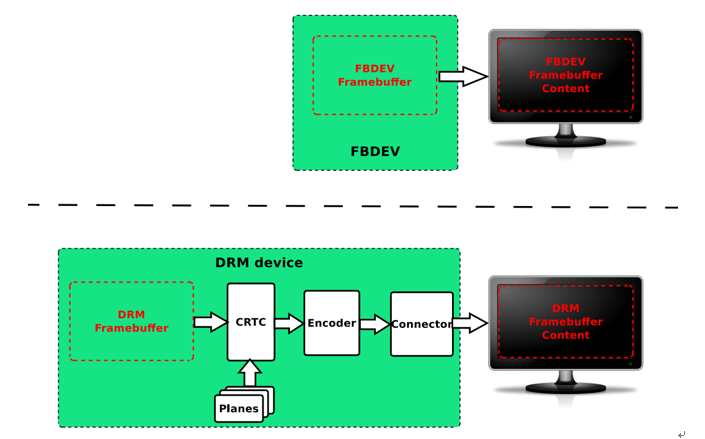 FBDEV
Framebuffer
FBDEV
FBDEV
Framebuffer
Content
DRM device
DRM
Framebuffer
CRTC
Encoder
Connector
Planes
DRM
Framebuffer
Content